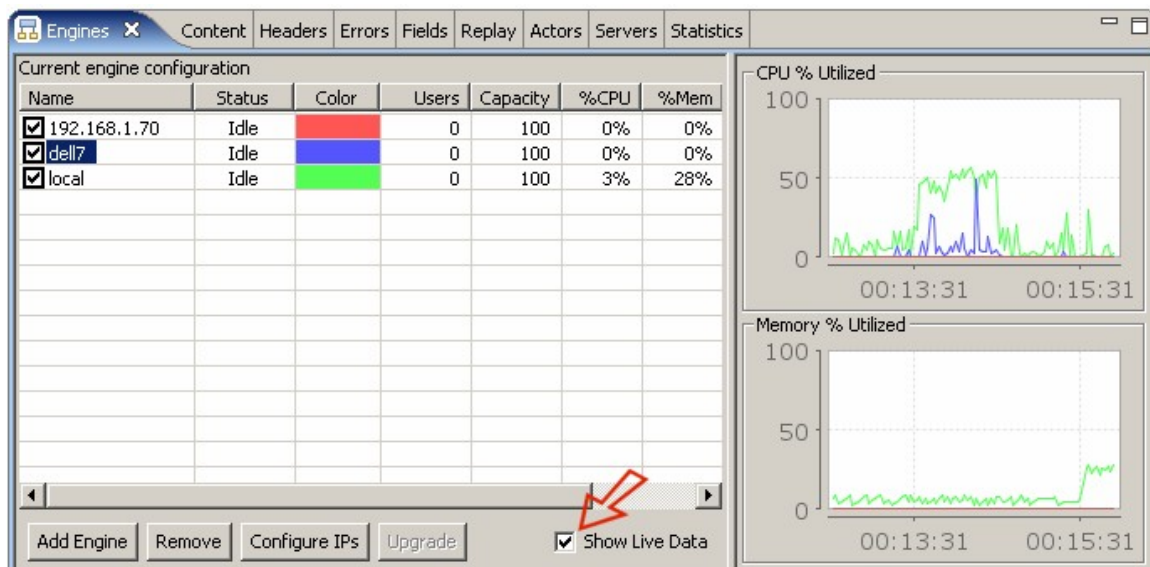 Engines Content Headers Errors Fields Replay Actors Servers Statistics
Current engine configuration
Name Status Color Users Capacity %CPU %Mem
192.168.1.70 Idle 0 100 0% 0%
dell7 Idle 0 100 0% 0%
local Idle 0 100 3% 28%
Add Engine Remove Configure IPs Upgrade Show Live Data
CPU % Utilized
100
50
0
00:13:31 00:15:31
Memory % Utilized
100
50
0
00:13:31 00:15:31